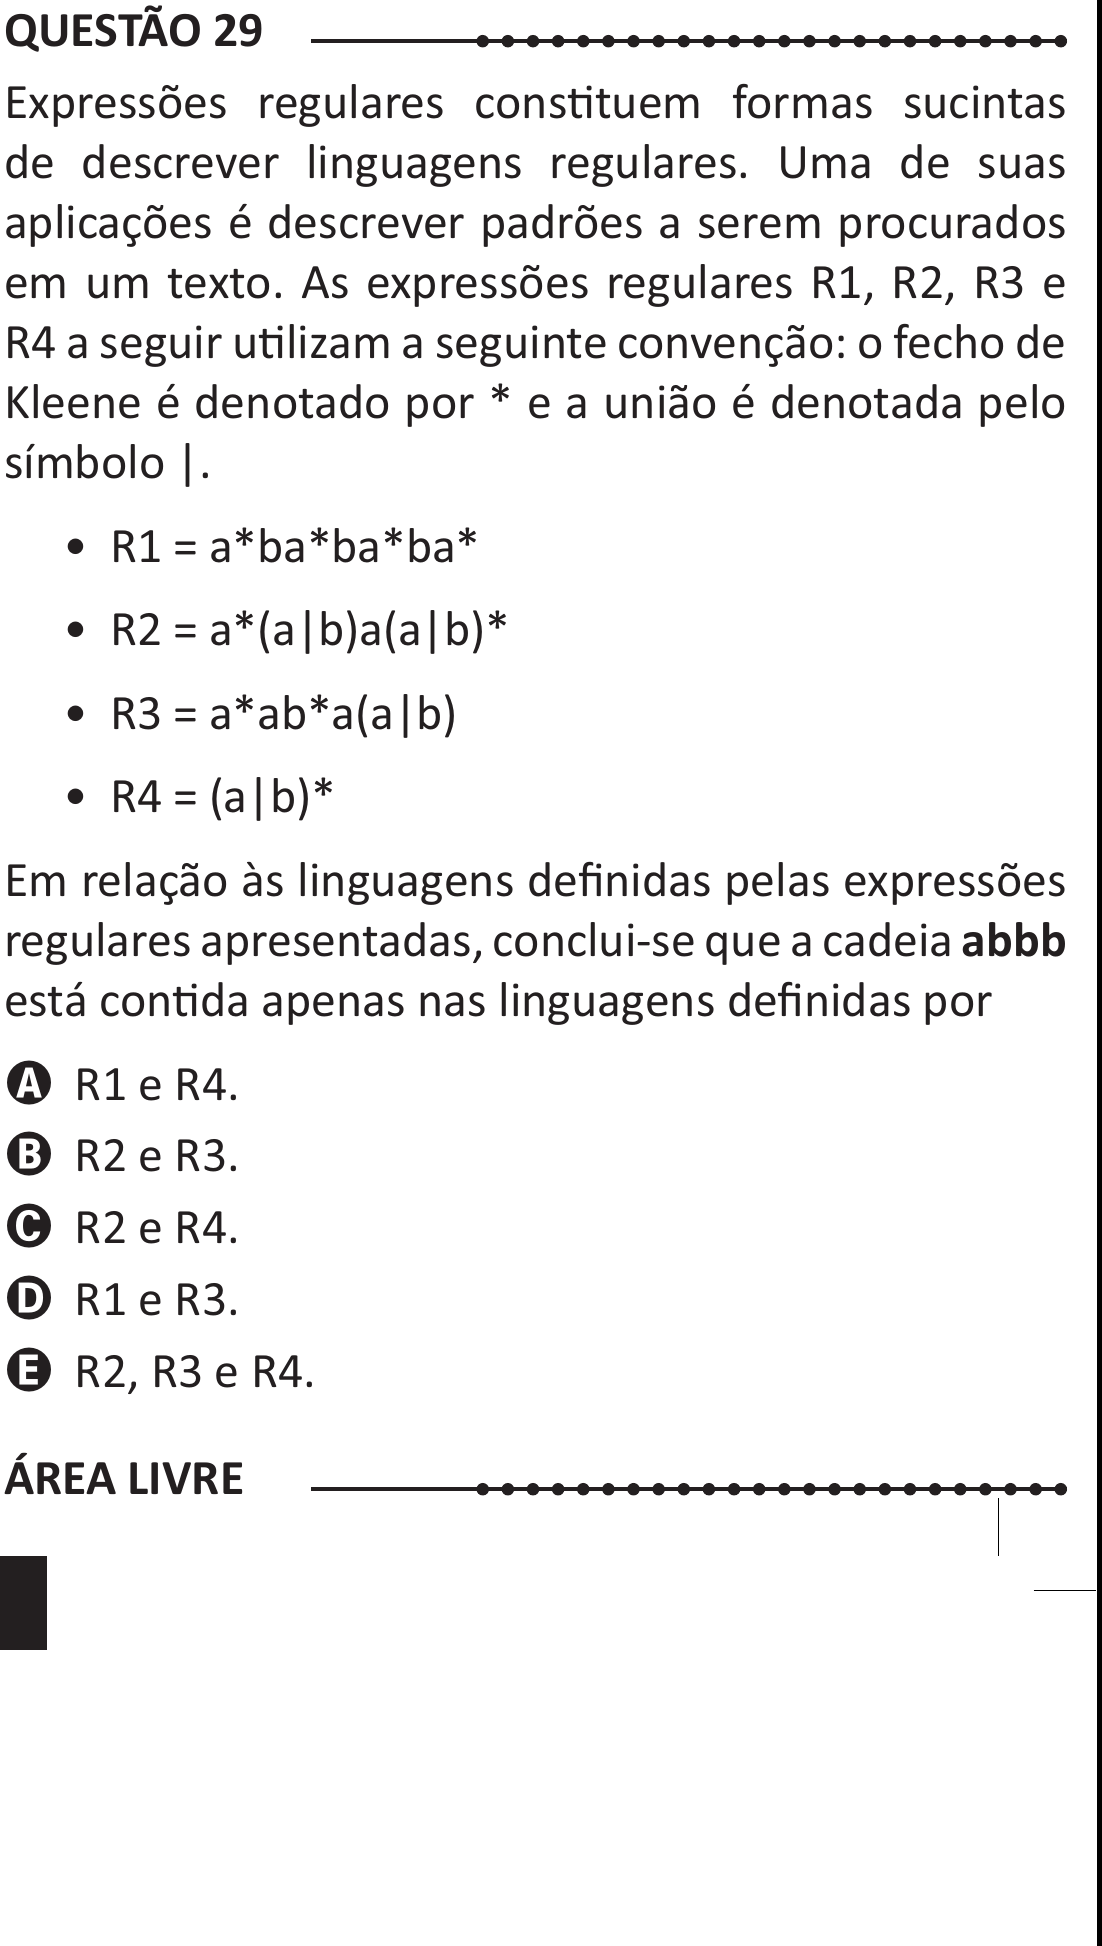 QUESTÃO 29
Expressões regulares constituem formas sucintas
de descrever linguagens regulares. Uma de suas
aplicações é descrever padrões a serem procurados
em um texto. As expressões regulares R1, R2, R3 e
R4 a seguir utilizam a seguinte convenção: o fecho de
Kleene é denotado por * e a união é denotada pelo
símbolo |.
• R1 = a*ba*ba*ba*
• R2 = a*(a|b)a(a|b)*
• R3 = a*ab*a(a|b)
• R4 = (a|b)*
Em relação às linguagens definidas pelas expressões
regulares apresentadas, conclui-se que a cadeia abbb
está contida apenas nas linguagens definidas por
A R1 e R4.
B R2 e R3.
C R2 e R4.
D R1 e R3.
E R2, R3 e R4.
ÁREA LIVRE